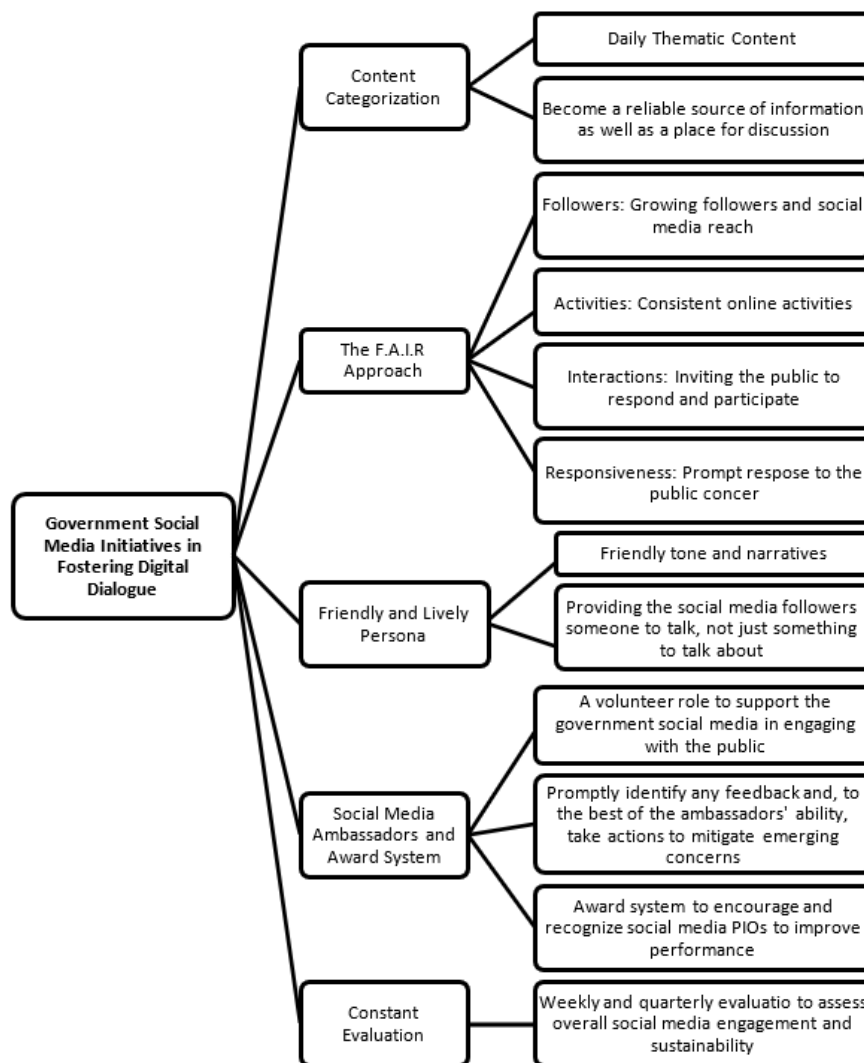 Government Social
Media Initiatives in
Fostering Digital
Dialogue
Content
Categorization
Daily Thematic Content
Become a reliable source of information
as well as a place for discussion
The F.A.I.R
Approach
Followers: Growing followers and social
media reach
Activities: Consistent online activities
Interactions: Inviting the public to
respond and participate
Responsiveness: Prompt respose to the
public concer
Friendly and Lively
Persona
Friendly tone and narratives
Providing the social media followers
someone to talk, not just something
to talk about
Social Media
Ambassadors and
Award System
A volunteer role to support the
government social media in engaging
with the public
Promptly identify any feedback and, to
the best of the ambassadors' ability,
take actions to mitigate emerging
concerns
Award system to encourage and
recognize social media PIOs to improve
performance
Constant
Evaluation
Weekly and quarterly evaluatio to assess
overall social media engagement and
sustainability